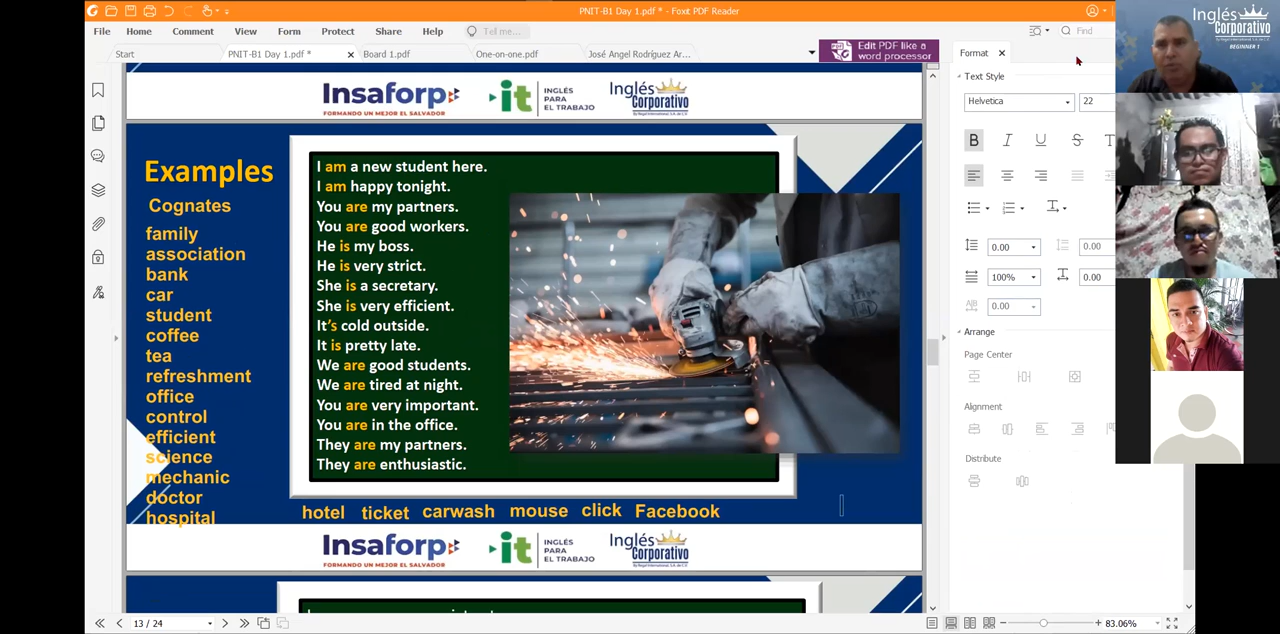 PNIT-B1 Day 1.pdf * - Foxit PDF Reader
File Home Comment View Form Protect Share Help Tell me... Find
Start PNIT-B1 Day 1.pdf * Board 1.pdf One-on-one.pdf José Angel Rodríguez Ar...
Edit PDF like a
word processor
Format
Text Style
Helvetica 22
B I U S T
0.00 0.00
100% 0.00
0.00
Arrange
Page Center
Alignment
Distribute
Inglés
Corporativo
BEGINNER 1
Insaforp
FORMANDO UN MEJOR EL SALVADOR
it
INGLÉS
PARA
EL TRABAJO
Inglés
Corporativo
By Regal International, S.A. de C.V.
Examples
Cognates
family
association
bank
car
student
coffee
tea
refreshment
office
control
efficient
science
mechanic
doctor
hospital
I am a new student here.
I am happy tonight.
You are my partners.
You are good workers.
He is my boss.
He is very strict.
She is a secretary.
She is very efficient.
It's cold outside.
It is pretty late.
We are good students.
We are tired at night.
You are very important.
You are in the office.
They are my partners.
They are enthusiastic.
hotel ticket carwash mouse click Facebook
Insaforp
FORMANDO UN MEJOR EL SALVADOR
it
INGLÉS
PARA
EL TRABAJO
Inglés
Corporativo
By Regal International, S.A. de C.V.
13 / 24
83.06%